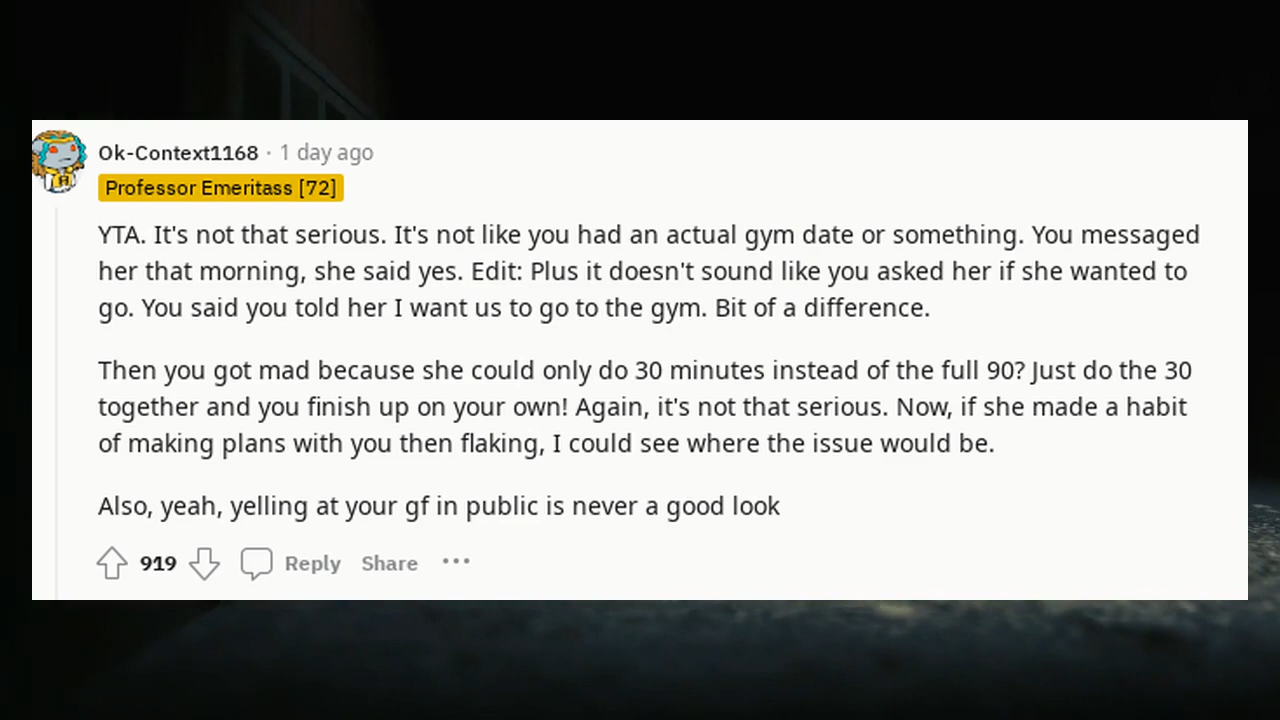 Ok-Context1168 · 1 day ago
Professor Emeritass [72]
YTA. It's not that serious. It's not like you had an actual gym date or something. You messaged
her that morning, she said yes. Edit: Plus it doesn't sound like you asked her if she wanted to
go. You said you told her I want us to go to the gym. Bit of a difference.
Then you got mad because she could only do 30 minutes instead of the full 90? Just do the 30
together and you finish up on your own! Again, it's not that serious. Now, if she made a habit
of making plans with you then flaking, I could see where the issue would be.
Also, yeah, yelling at your gf in public is never a good look
919 Reply Share ···